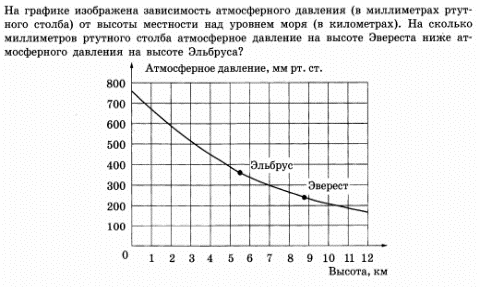 На графике изображена зависимость атмосферного давления (в миллиметрах ртут-
ного столба) от высоты местности над уровнем моря (в километрах). На сколько
миллиметров ртутного столба атмосферное давление на высоте Эвереста ниже ат-
мосферного давления на высоте Эльбруса?
Атмосферное давление, мм рт. ст.
800
700
600
500
400
300
200
100
0
Эльбрус
Эверест
1 2 3 4 5 6 7 8 9 10 11 12
Высота, км